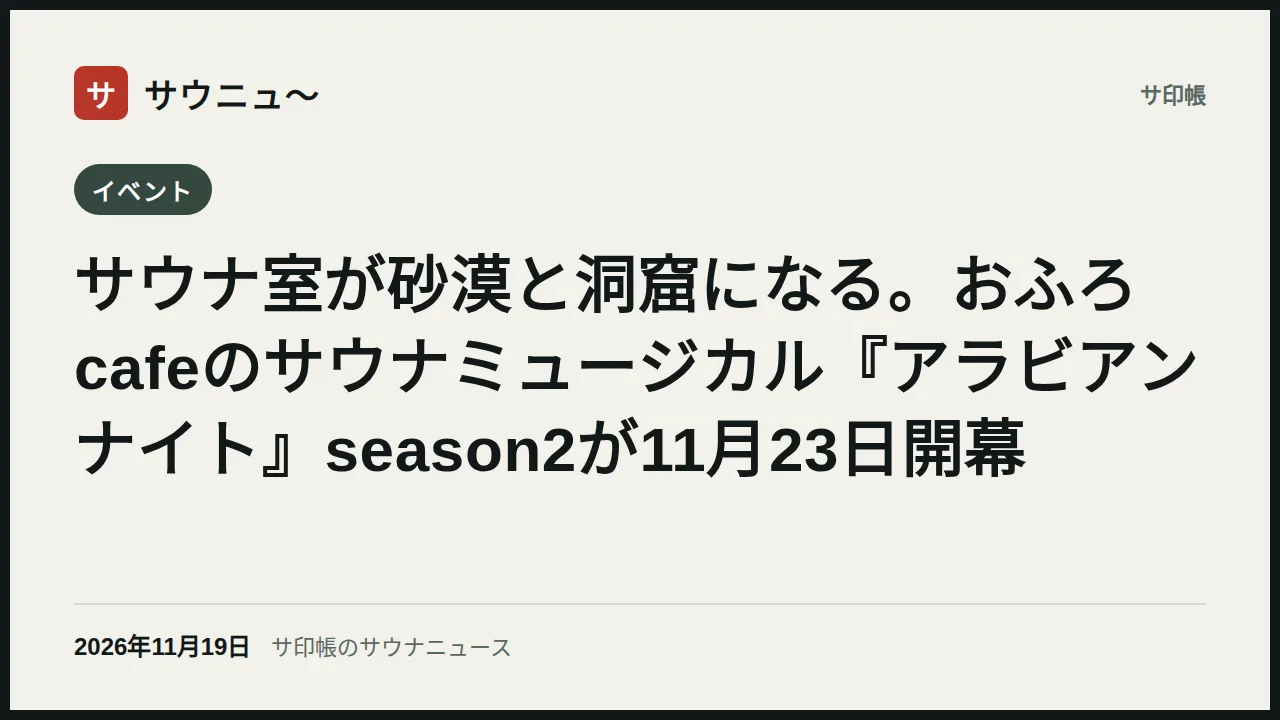 サ サウニュ〜
サ印帳
イベント
サウナ室が砂漠と洞窟になる。おふろ
cafeのサウナミュージカル『アラビアン
ナイト』season2が11月23日開幕
2026年11月19日 サ印帳のサウナニュース